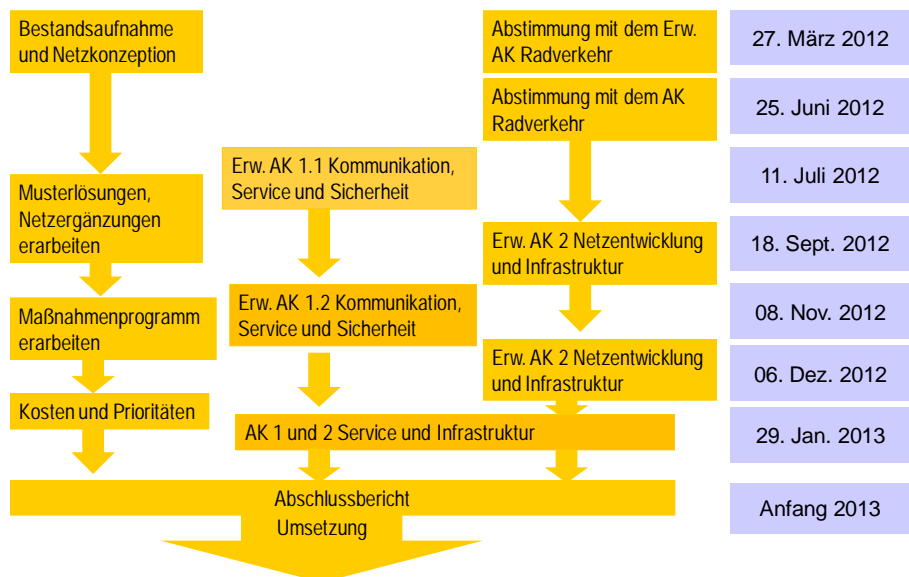 Bestandsaufnahme
und Netzkonzeption
Abstimmung mit dem Erw.
AK Radverkehr
27. März 2012
Abstimmung mit dem AK
Radverkehr
25. Juni 2012
Erw. AK 1.1 Kommunikation,
Service und Sicherheit
11. Juli 2012
Musterlösungen,
Netzergänzungen
erarbeiten
Erw. AK 2 Netzentwicklung
und Infrastruktur
18. Sept. 2012
Maßnahmenprogramm
erarbeiten
Erw. AK 1.2 Kommunikation,
Service und Sicherheit
08. Nov. 2012
Erw. AK 2 Netzentwicklung
und Infrastruktur
06. Dez. 2012
Kosten und Prioritäten
AK 1 und 2 Service und Infrastruktur
29. Jan. 2013
Abschlussbericht
Umsetzung
Anfang 2013